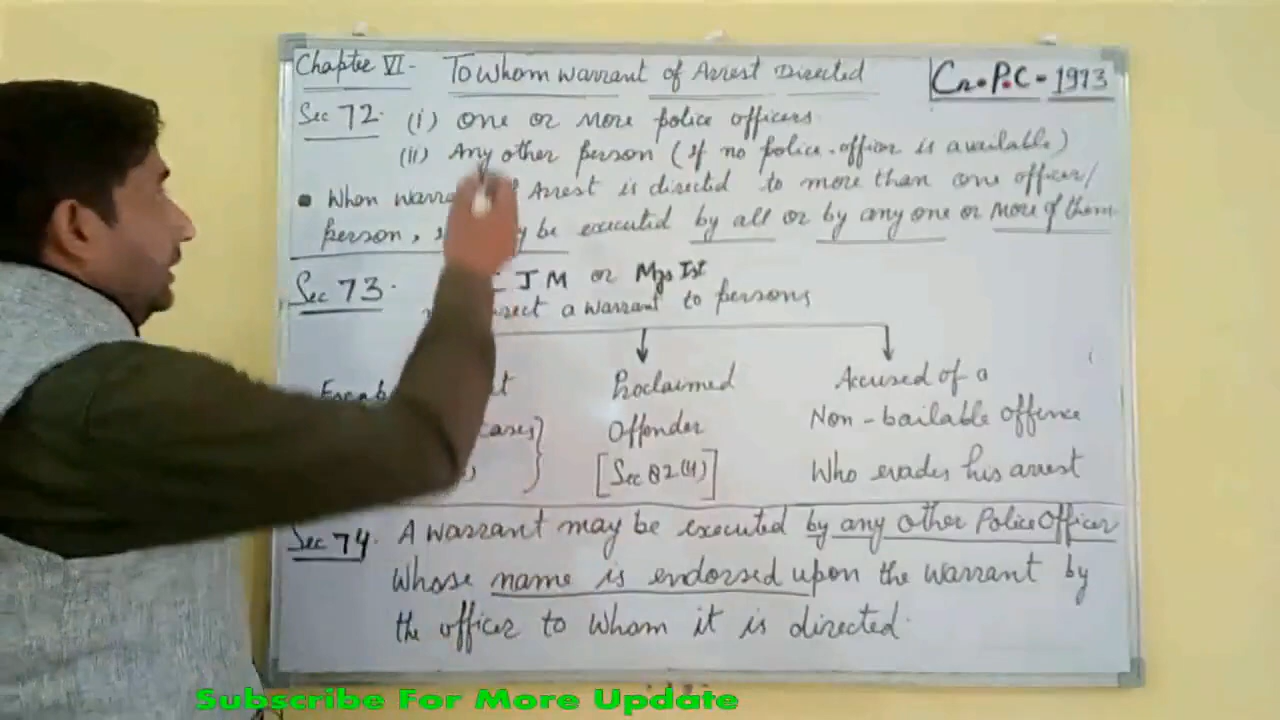 Chapter VI - To Whom Warrant of Arrest Directed
Cr.P.C - 1973
Sec 72. (i) One or More police officers
(ii) Any other person (if no police-officer is available)
• When warra Arrest is directed to more than one officer/
person, be executed by all or by any one or More of them
Sec 73. JM or Mgs Ist
a warrant to persons
Proclaimed
Offender
[Sec 82(4)]
Accused of a
Non-bailable offence
Who evades his arrest
Sec 74. A warrant may be executed by any other Police Officer
Whose name is endorsed upon the warrant by
the officer to Whom it is directed.
Subscribe For More Update